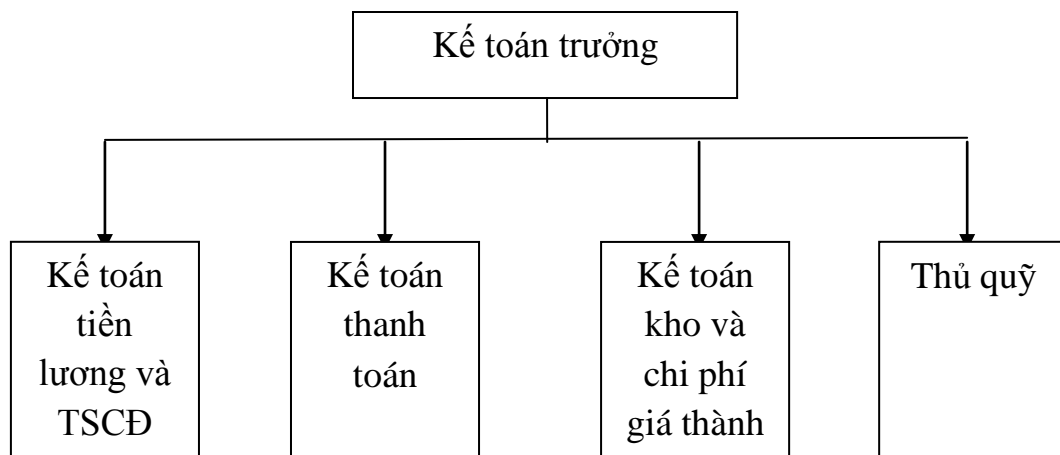 Kế toán trưởng
Kế toán
tiền
lương và
TSCĐ
Kế toán
thanh
toán
Kế toán
kho và
chi phí
giá thành
Thủ quỹ